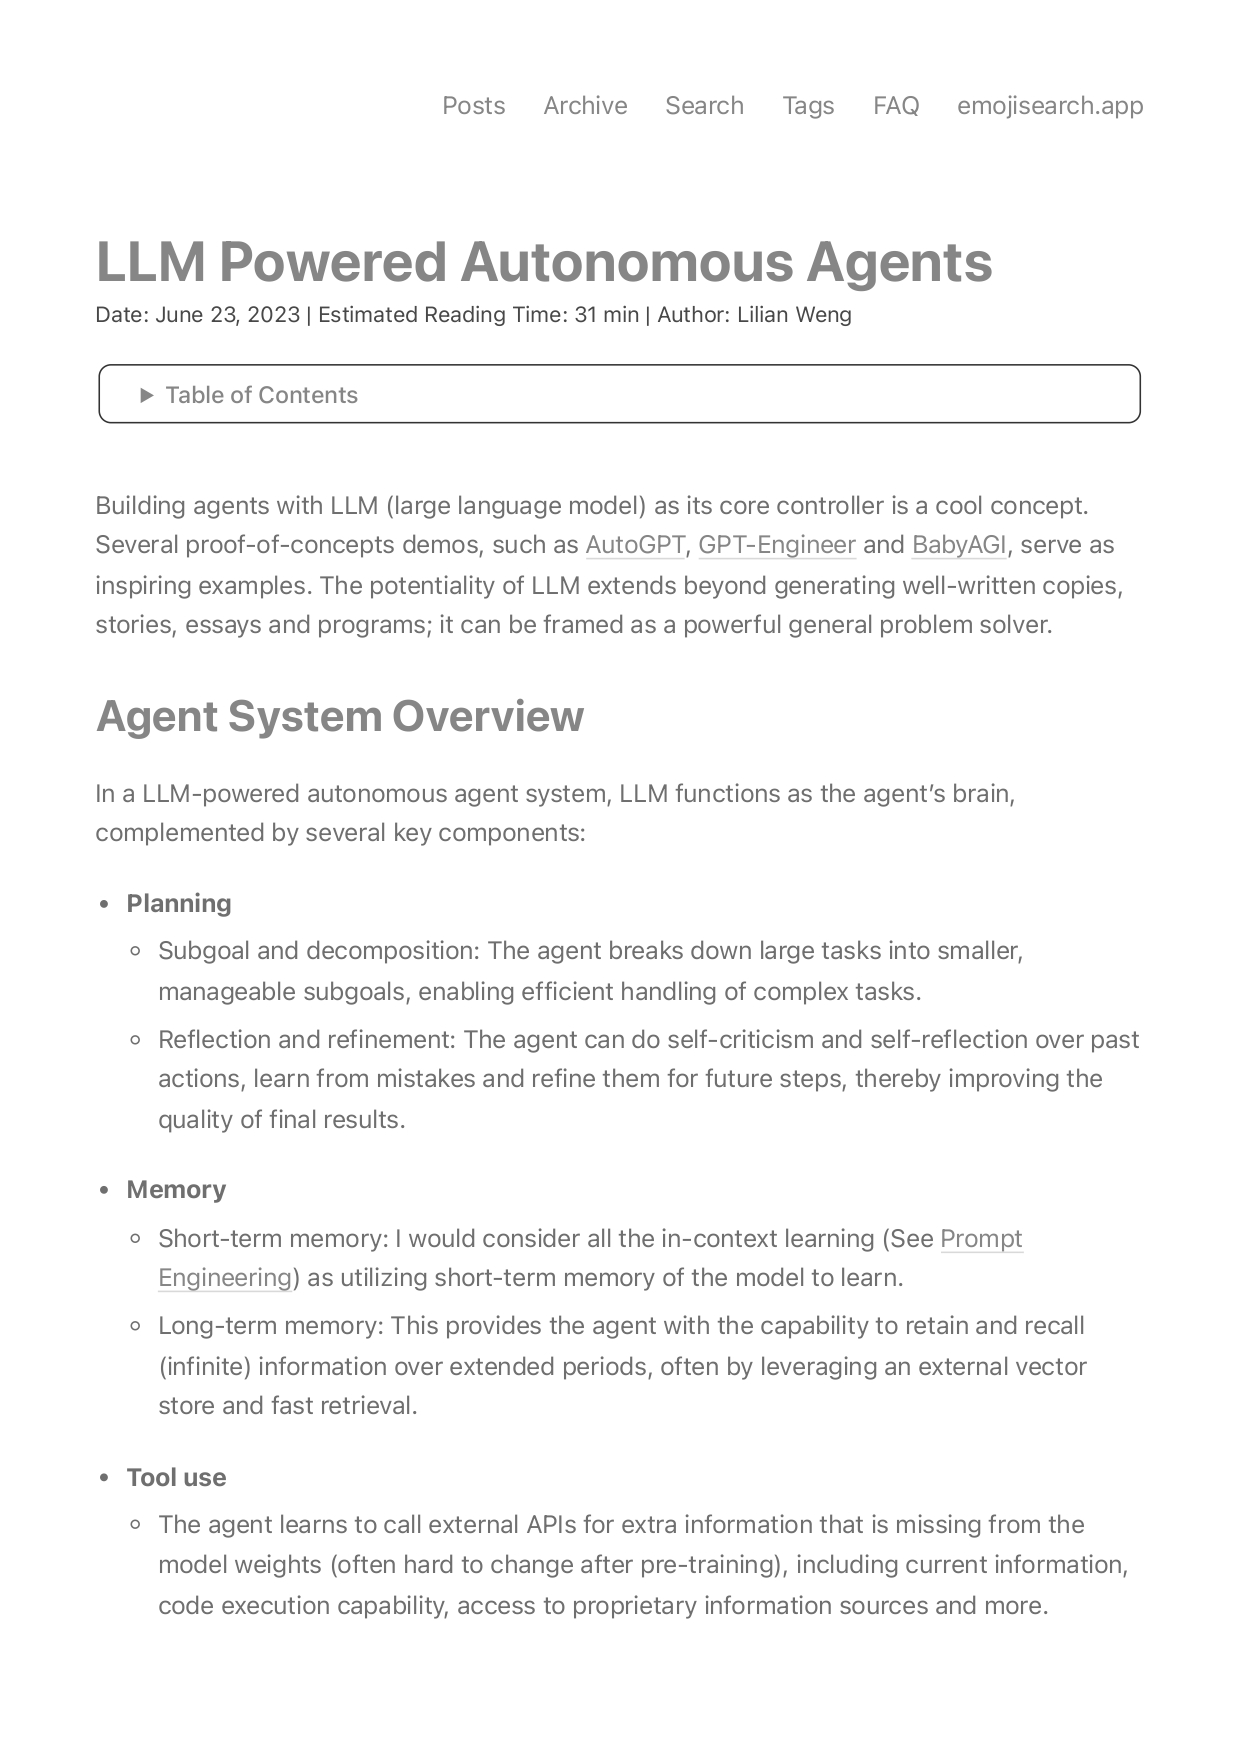 Posts Archive Search Tags FAQ emojisearch.app
LLM Powered Autonomous Agents
Date: June 23, 2023 | Estimated Reading Time: 31 min | Author: Lilian Weng
▶ Table of Contents
Building agents with LLM (large language model) as its core controller is a cool concept.
Several proof-of-concepts demos, such as AutoGPT, GPT-Engineer and BabyAGI, serve as
inspiring examples. The potentiality of LLM extends beyond generating well-written copies,
stories, essays and programs; it can be framed as a powerful general problem solver.
Agent System Overview
In a LLM-powered autonomous agent system, LLM functions as the agent’s brain,
complemented by several key components:
• Planning
◦ Subgoal and decomposition: The agent breaks down large tasks into smaller,
manageable subgoals, enabling efficient handling of complex tasks.
◦ Reflection and refinement: The agent can do self-criticism and self-reflection over past
actions, learn from mistakes and refine them for future steps, thereby improving the
quality of final results.
• Memory
◦ Short-term memory: I would consider all the in-context learning (See Prompt
Engineering) as utilizing short-term memory of the model to learn.
◦ Long-term memory: This provides the agent with the capability to retain and recall
(infinite) information over extended periods, often by leveraging an external vector
store and fast retrieval.
• Tool use
◦ The agent learns to call external APIs for extra information that is missing from the
model weights (often hard to change after pre-training), including current information,
code execution capability, access to proprietary information sources and more.